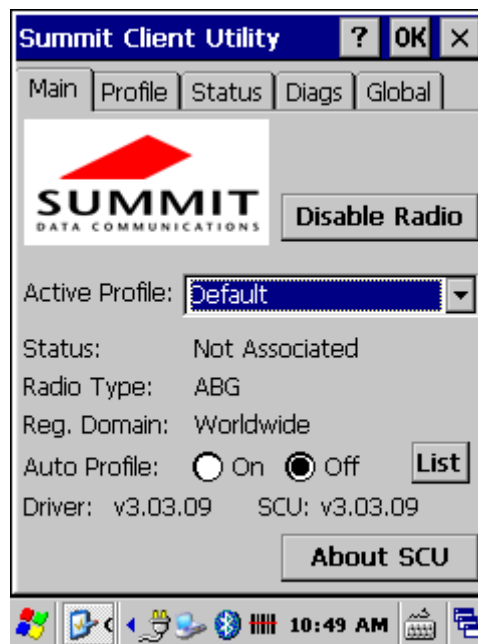 Summit Client Utility ? OK ×
Main Profile Status Diags Global
SUMMIT
DATA COMMUNICATIONS
Disable Radio
Active Profile: Default
Status: Not Associated
Radio Type: ABG
Reg. Domain: Worldwide
Auto Profile: On Off List
Driver: v3.03.09 SCU: v3.03.09
About SCU
10:49 AM